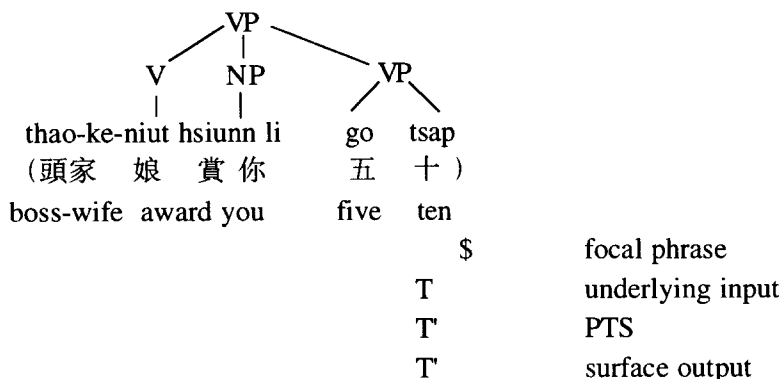 VP
V NP VP
thao-ke-niut hsiunn li go tsap
(頭家 娘 賞 你 五 十)
boss-wife award you five ten
$ focal phrase
T underlying input
T' PTS
T' surface output